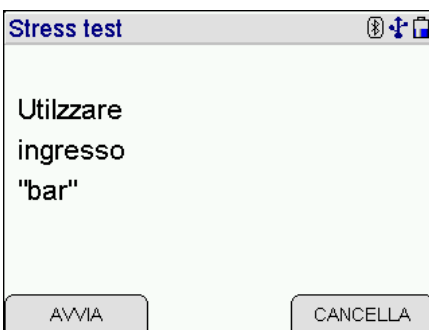 Stress test
Utilzzare
ingresso
"bar"
AVVIA
CANCELLA